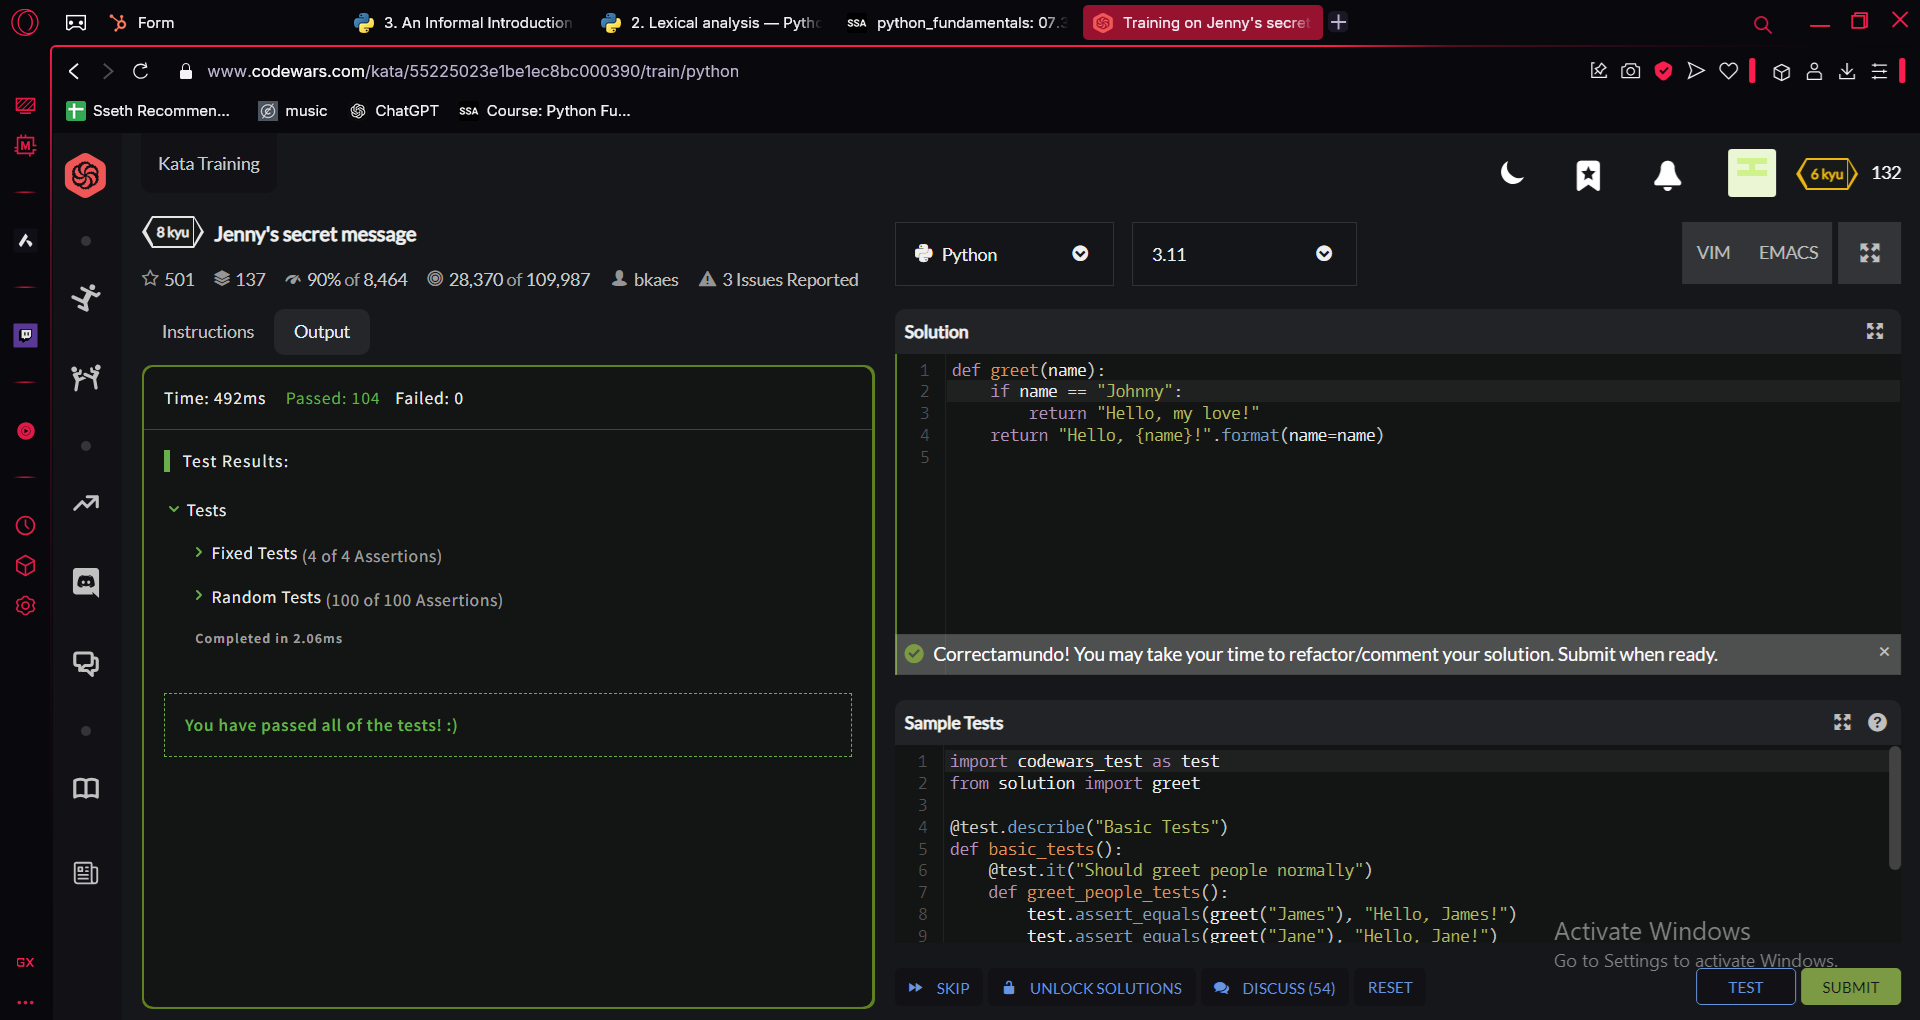 Form
3. An Informal Introduction
2. Lexical analysis — Pytho
SSA python_fundamentals: 07.3
Training on Jenny's secret
www.codewars.com/kata/55225023e1be1ec8bc000390/train/python
Sseth Recommen...
music
ChatGPT
SSA Course: Python Fu...
Kata Training
6 kyu
132
8 kyu
Jenny's secret message
501
137
90% of 8,464
28,370 of 109,987
bkaes
3 Issues Reported
Python
3.11
VIM
EMACS
Instructions
Output
Time: 492ms Passed: 104 Failed: 0
Test Results:
Tests
Fixed Tests (4 of 4 Assertions)
Random Tests (100 of 100 Assertions)
Completed in 2.06ms
You have passed all of the tests! :)
Solution
1 def greet(name):
2 if name == "Johnny":
3 return "Hello, my love!"
4 return "Hello, {name}!".format(name=name)
5
Correctamundo! You may take your time to refactor/comment your solution. Submit when ready.
Sample Tests
1 import codewars_test as test
2 from solution import greet
3
4 @test.describe("Basic Tests")
5 def basic_tests():
6 @test.it("Should greet people normally")
7 def greet_people_tests():
8 test.assert_equals(greet("James"), "Hello, James!")
9 test.assert_equals(greet("Jane"), "Hello, Jane!")
Activate Windows
Go to Settings to activate Windows.
SKIP
UNLOCK SOLUTIONS
DISCUSS (54)
RESET
TEST
SUBMIT
M
GX